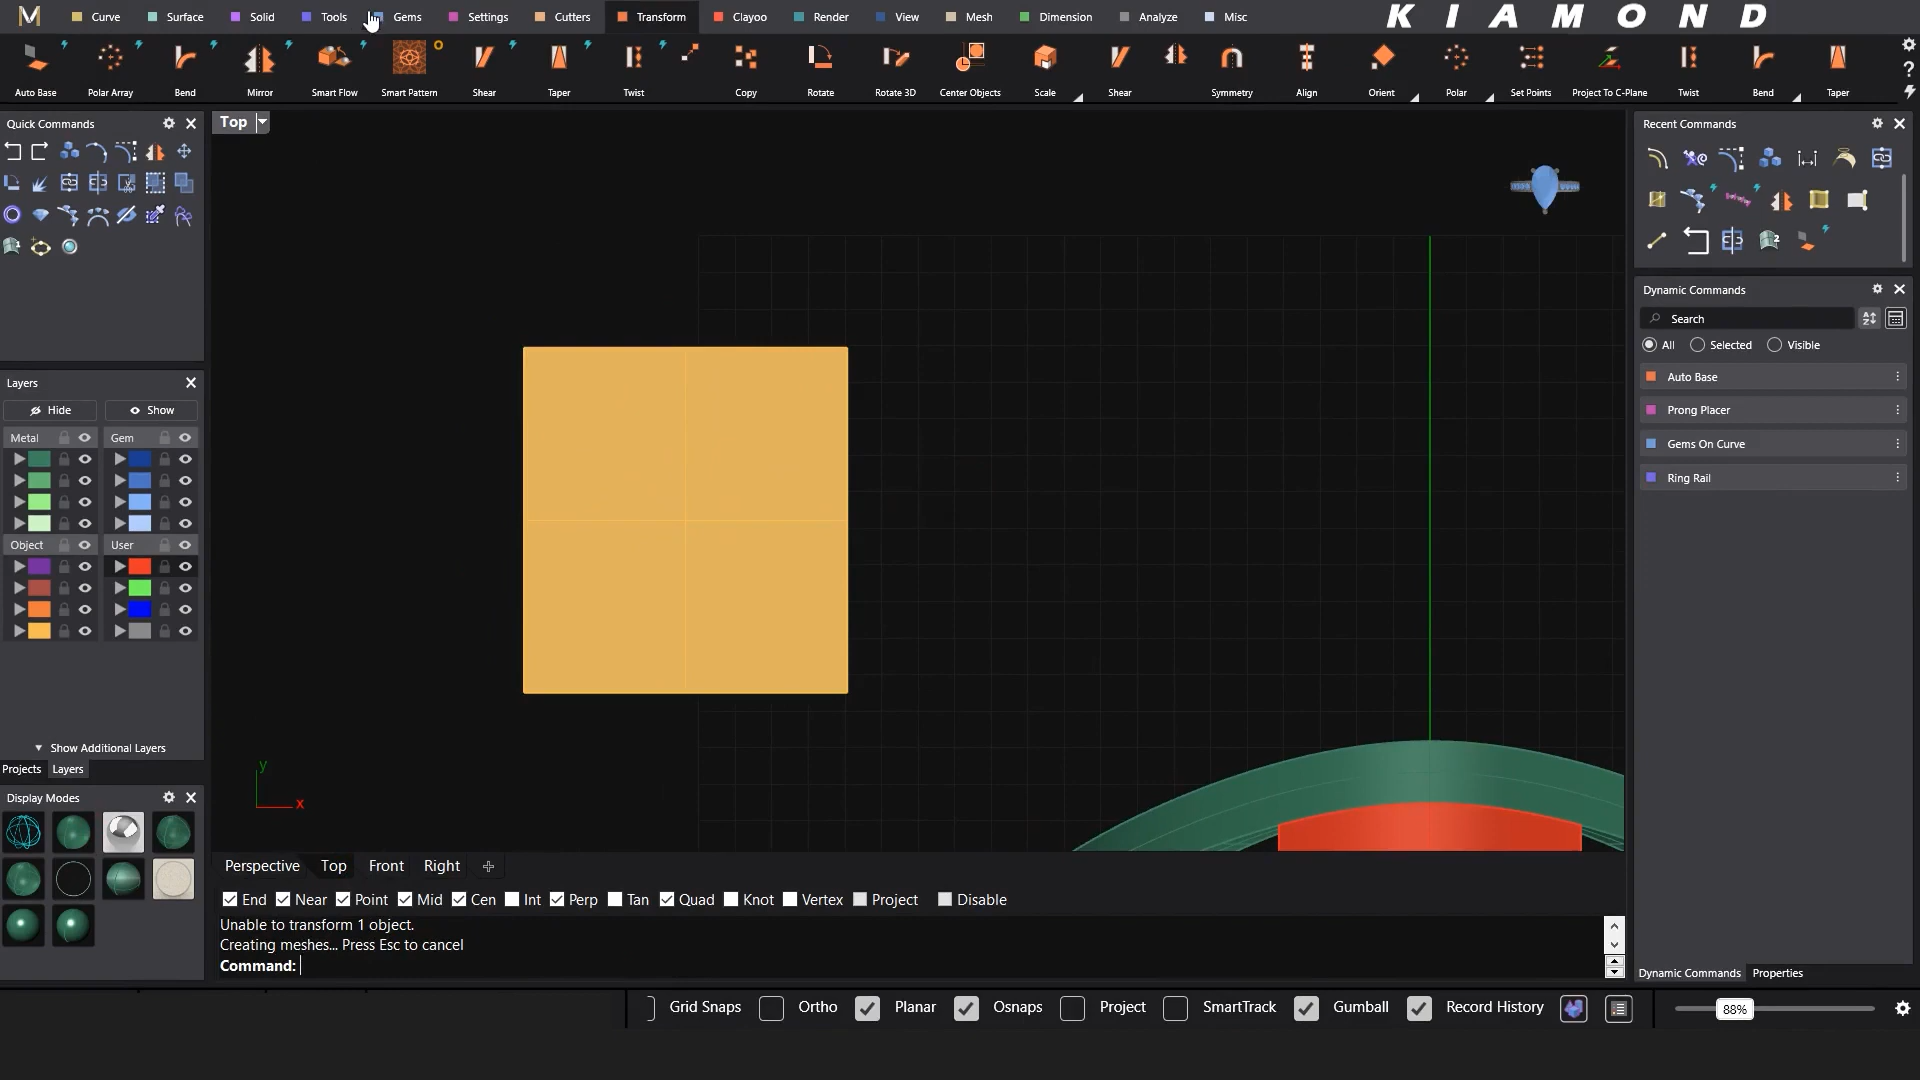 Curve Surface Solid Tools Gems Settings Cutters Transform Clayoo Render View Mesh Dimension Analyze Misc
KIAMOND
Auto Base Polar Array Bend Mirror Smart Flow Smart Pattern Shear Taper Twist Copy Rotate Rotate 3D Center Objects Scale Shear Symmetry Align Orient Polar Set Points Project To C-Plane Twist Bend Taper
Quick Commands
Top
Recent Commands
Dynamic Commands
Search
All Selected Visible
Auto Base
Prong Placer
Gems On Curve
Ring Rail
Layers
Hide Show
Metal Gem
Object User
Show Additional Layers
Projects Layers
Display Modes
y
x
Perspective Top Front Right
End Near Point Mid Cen Int Perp Tan Quad Knot Vertex Project Disable
Unable to transform 1 object.
Creating meshes... Press Esc to cancel
Command:
Dynamic Commands Properties
Grid Snaps Ortho Planar Osnaps Project SmartTrack Gumball Record History 88%